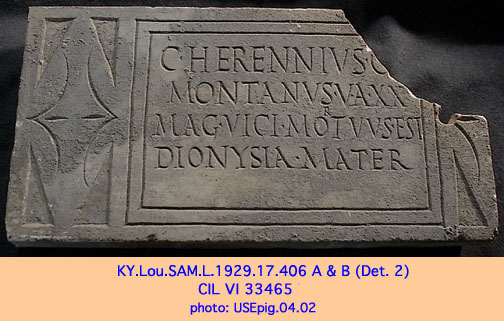 C·HERENNIVS·C
MONTANVS·V·A·XX
R
MAG·VICI·MOTVVS·EST
DIONYSIA·MATER
KY.Lou.SAM.L.1929.17.406 A & B (Det. 2)
CIL VI 33465
photo: USEpig.04.02